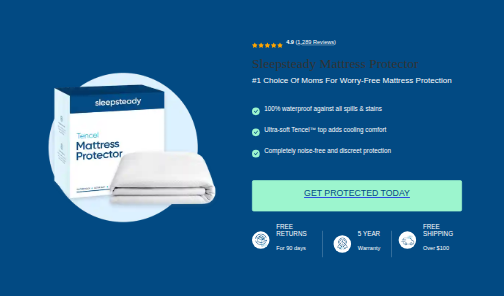 4.9 (1,289 Reviews)
Sleepsteady Mattress Protector
#1 Choice Of Moms For Worry-Free Mattress Protection
100% waterproof against all spills & stains
Ultra-soft Tencel™ top adds cooling comfort
Completely noise-free and discreet protection
GET PROTECTED TODAY
FREE
RETURNS
For 90 days
5 YEAR
Warranty
FREE
SHIPPING
Over $100
sleepsteady
Tencel
Mattress
Protector